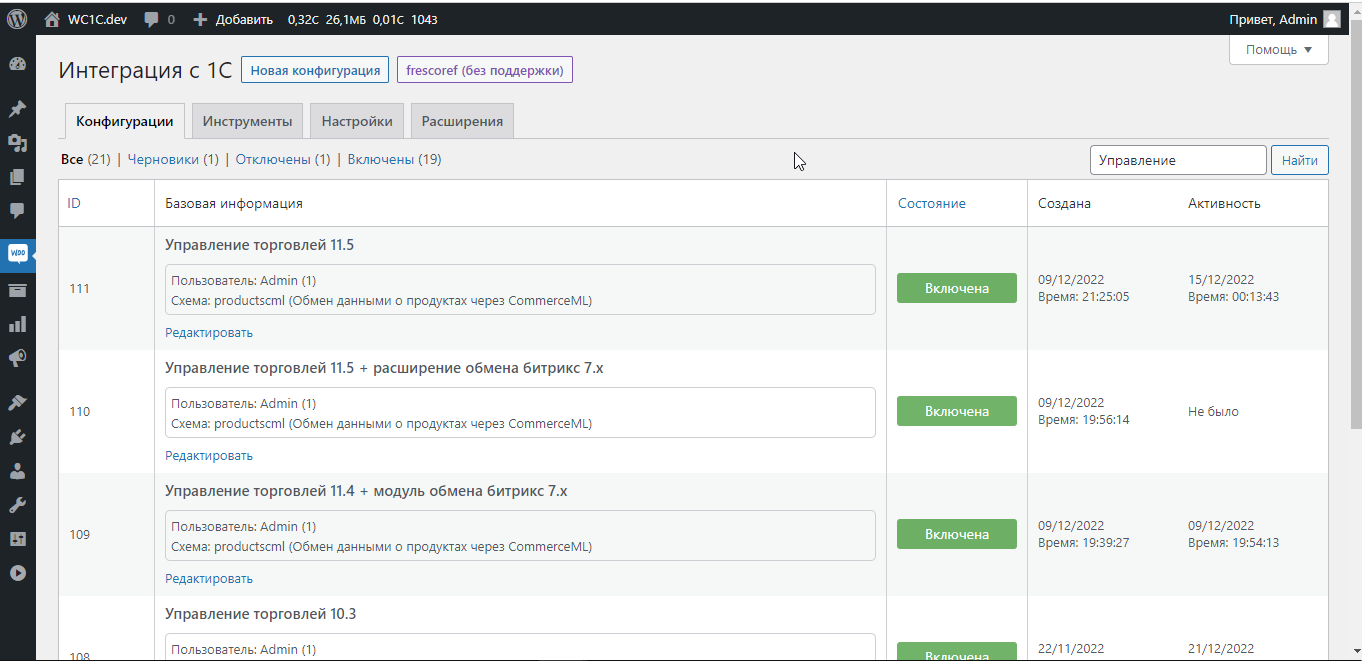 WC1C.dev 0 Добавить 0,32С 26,1МБ 0,01С 1043 Привет, Admin
Помощь
Интеграция с 1С Новая конфигурация frescoref (без поддержки)
Конфигурации Инструменты Настройки Расширения
Все (21) | Черновики (1) | Отключены (1) | Включены (19) Управление Найти
ID Базовая информация Состояние Создана Активность
Управление торговлей 11.5
Пользователь: Admin (1)
Схема: productscml (Обмен данными о продуктах через CommerceML)
Редактировать
111 Включена 09/12/2022 15/12/2022
Время: 21:25:05 Время: 00:13:43
Управление торговлей 11.5 + расширение обмена битрикс 7.x
Пользователь: Admin (1)
Схема: productscml (Обмен данными о продуктах через CommerceML)
Редактировать
110 Включена 09/12/2022 Не было
Время: 19:56:14
Управление торговлей 11.4 + модуль обмена битрикс 7.x
Пользователь: Admin (1)
Схема: productscml (Обмен данными о продуктах через CommerceML)
Редактировать
109 Включена 09/12/2022 09/12/2022
Время: 19:39:27 Время: 19:54:13
Управление торговлей 10.3
Пользователь: Admin (1)
108 Включена 22/11/2022 21/12/2022